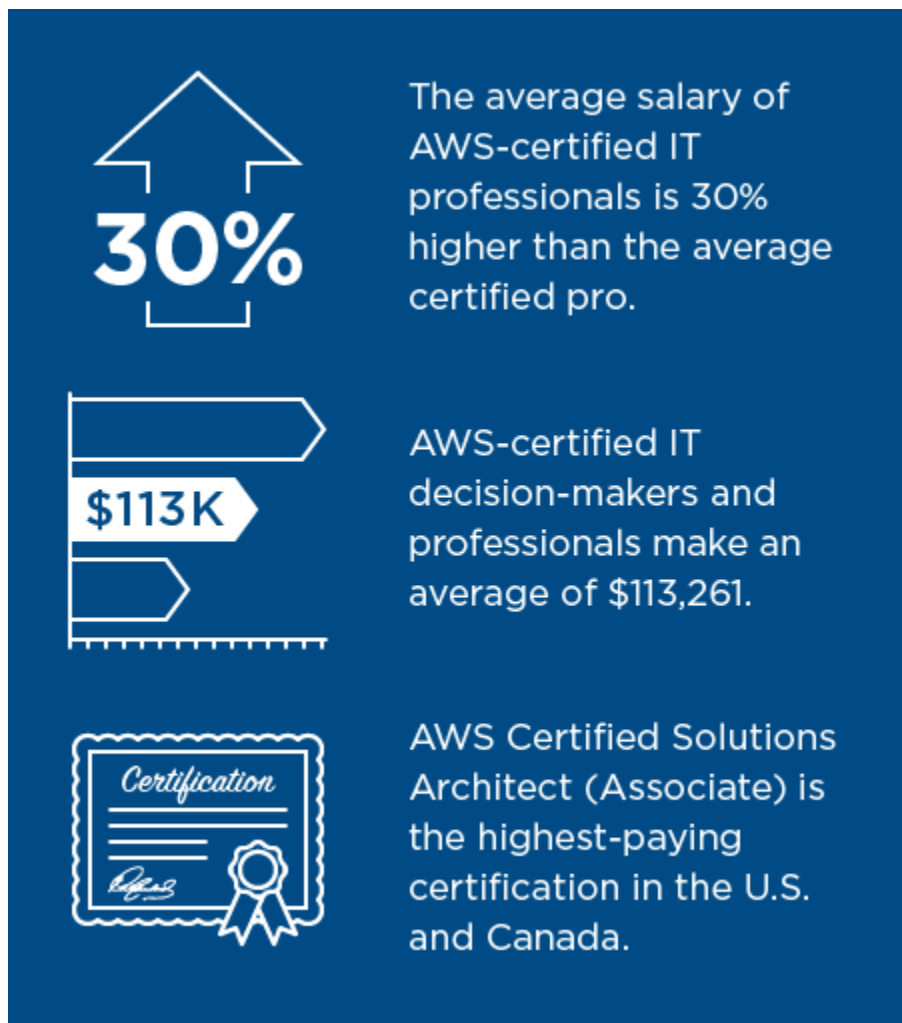 30%
The average salary of
AWS-certified IT
professionals is 30%
higher than the average
certified pro.
$113K
AWS-certified IT
decision-makers and
professionals make an
average of $113,261.
Certification
AWS Certified Solutions
Architect (Associate) is
the highest-paying
certification in the U.S.
and Canada.